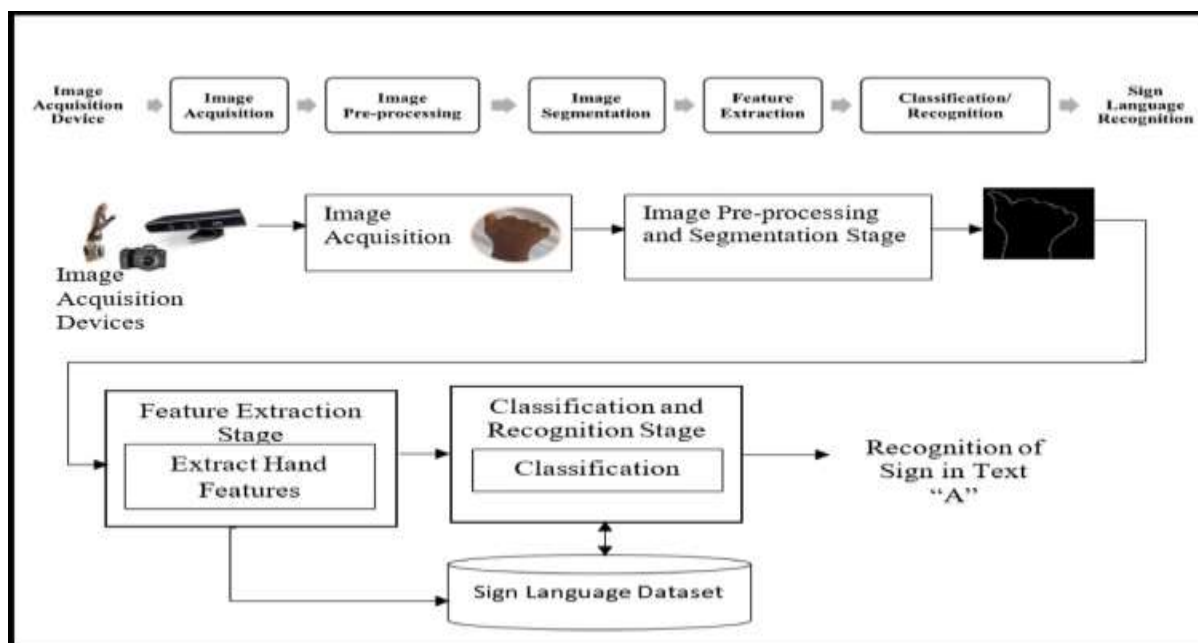 Image
Acquisition
Device
Image
Acquisition
Image
Pre-processing
Image
Segmentation
Feature
Extraction
Classification/
Recognition
Sign
Language
Recognition
Image
Acquisition
Image Pre-processing
and Segmentation Stage
Image
Acquisition
Devices
Feature Extraction
Stage
Extract Hand
Features
Classification and
Recognition Stage
Classification
Recognition of
Sign in Text
“A”
Sign Language Dataset